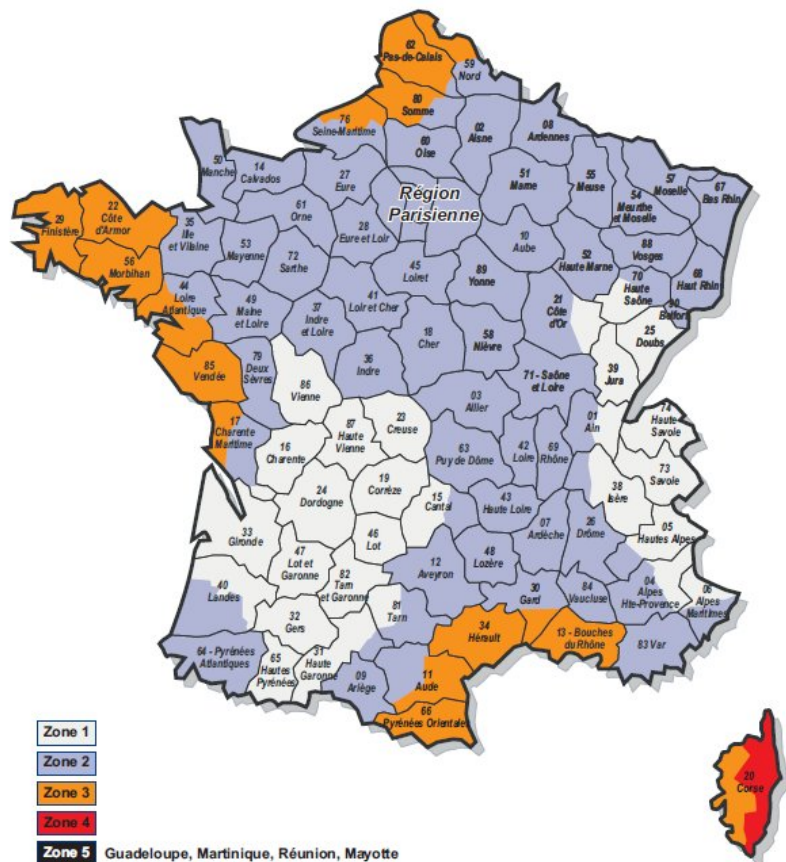 62
Pas-de-Calais
59
Nord
80
Somme
76
Seine-Maritime
02
Aisne
08
Ardennes
60
Oise
50
Manche
14
Calvados
27
Eure
51
Marne
55
Meuse
57
Moselle
54
Meurthe
et Moselle
67
Bas Rhin
Région
Parisienne
61
Orne
28
Eure et Loir
22
Côte
d'Armor
29
Finistère
35
Ille
et Vilaine
56
Morbihan
53
Mayenne
72
Sarthe
10
Aube
88
Vosges
52
Haute Marne
45
Loiret
89
Yonne
70
Haute
Saône
68
Haut Rhin
90
Belfort
44
Loire
Atlantique
49
Maine
et Loire
37
Indre
et Loire
41
Loir et Cher
21
Côte
d'Or
25
Doubs
18
Cher
58
Nièvre
85
Vendée
79
Deux
Sèvres
36
Indre
71 - Saône
et Loire
39
Jura
86
Vienne
03
Allier
17
Charente
Maritime
87
Haute
Vienne
23
Creuse
01
Ain
74
Haute
Savoie
16
Charente
63
Puy de Dôme
42
Loire
69
Rhône
73
Savoie
19
Corrèze
24
Dordogne
15
Cantal
43
Haute Loire
38
Isère
33
Gironde
46
Lot
07
Ardèche
26
Drôme
05
Hautes Alpes
47
Lot et
Garonne
12
Aveyron
48
Lozère
40
Landes
82
Tarn
et Garonne
81
Tarn
30
Gard
84
Vaucluse
04
Alpes
Hte-Provence
06
Alpes
Maritimes
32
Gers
34
Hérault
13 - Bouches
du Rhône
83 Var
64 - Pyrénées
Atlantiques
65
Hautes
Pyrénées
31
Haute
Garonne
09
Ariège
11
Aude
66
Pyrénées Orientales
20
Corse
Zone 1
Zone 2
Zone 3
Zone 4
Zone 5 Guadeloupe, Martinique, Réunion, Mayotte